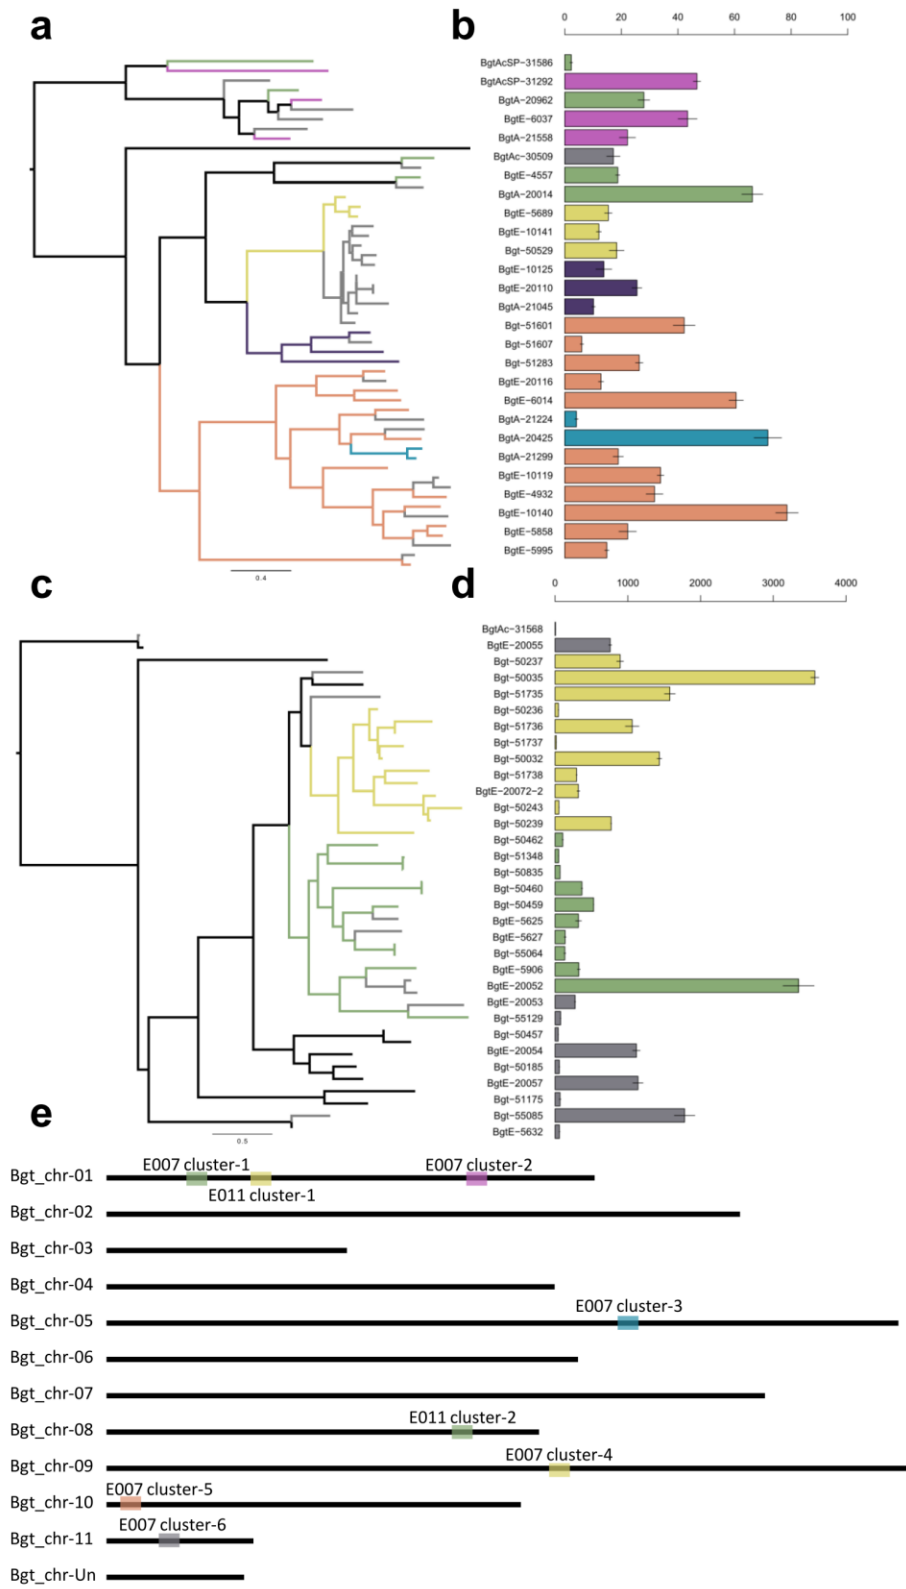 a
b
0 20 40 60 80 100
BgtAcSP−31586
BgtAcSP−31292
BgtA−20962
BgtE−6037
BgtA−21558
BgtAc−30509
BgtE−4557
BgtA−20014
BgtE−5689
BgtE−10141
Bgt−50529
BgtE−10125
BgtE−20110
BgtA−21045
Bgt−51601
Bgt−51607
Bgt−51283
BgtE−20116
BgtE−6014
BgtA−21224
BgtA−20425
BgtA−21299
BgtE−10119
BgtE−4932
BgtE−10140
BgtE−5858
BgtE−5995
0.4
c
d
0 1000 2000 3000 4000
BgtAc−31568
BgtE−20055
Bgt−50237
Bgt−50035
Bgt−51735
Bgt−50236
Bgt−51736
Bgt−51737
Bgt−50032
Bgt−51738
BgtE−20072−2
Bgt−50243
Bgt−50239
Bgt−50462
Bgt−51348
Bgt−50835
Bgt−50460
Bgt−50459
BgtE−5625
BgtE−5627
Bgt−55064
BgtE−5906
BgtE−20052
BgtE−20053
Bgt−55129
Bgt−50457
BgtE−20054
Bgt−50185
BgtE−20057
Bgt−51175
Bgt−55085
BgtE−5632
0.5
e
E007 cluster-1 E007 cluster-2
Bgt_chr-01
E011 cluster-1
Bgt_chr-02
Bgt_chr-03
Bgt_chr-04
E007 cluster-3
Bgt_chr-05
Bgt_chr-06
Bgt_chr-07
E011 cluster-2
Bgt_chr-08
E007 cluster-4
Bgt_chr-09
E007 cluster-5
Bgt_chr-10
E007 cluster-6
Bgt_chr-11
Bgt_chr-Un